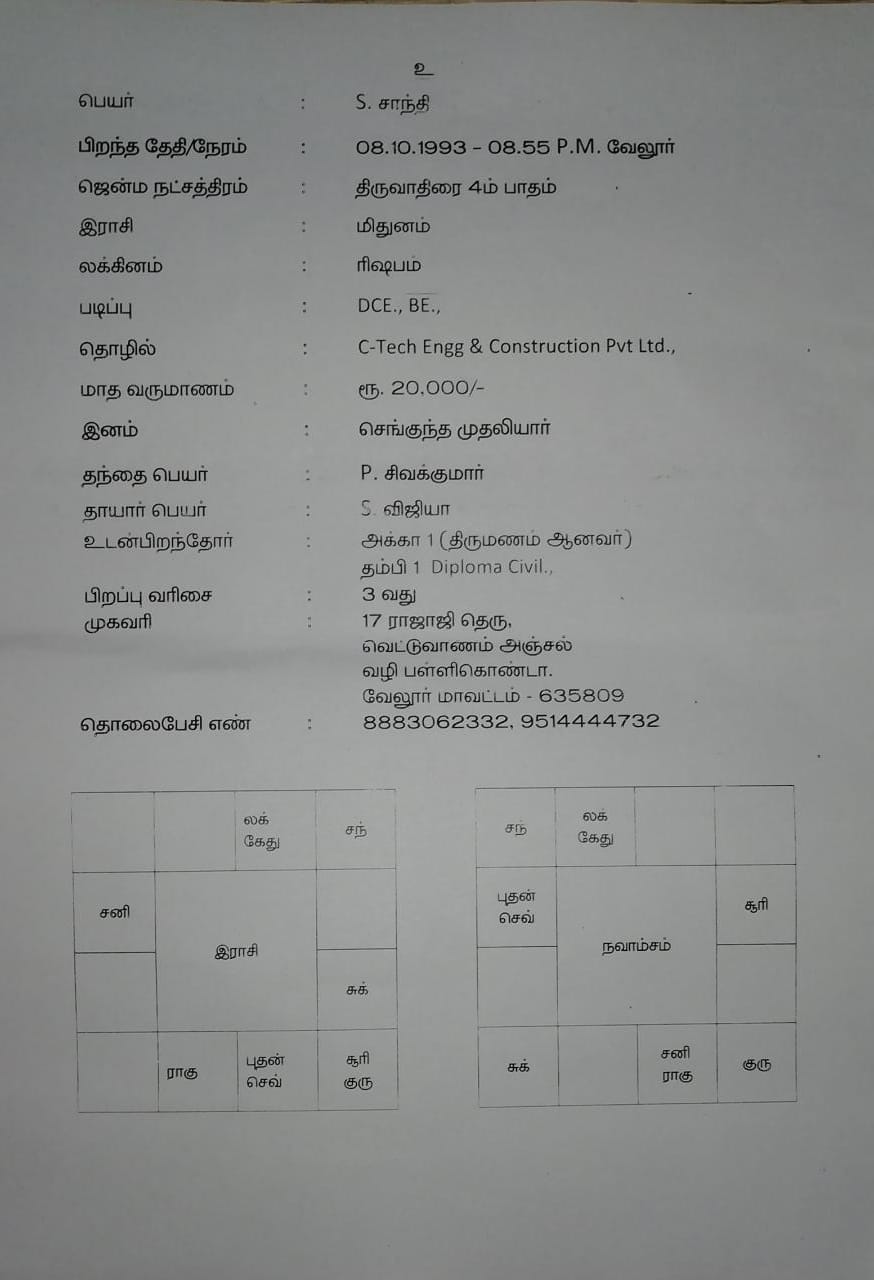 உ
பெயர் : S. சாந்தி
பிறந்த தேதி/நேரம் : 08.10.1993 – 08.55 P.M. வேலூர்
ஜென்ம நட்சத்திரம் : திருவாதிரை 4ம் பாதம்
இராசி : மிதுனம்
லக்கினம் : ரிஷபம்
படிப்பு : DCE., BE.,
தொழில் : C-Tech Engg & Construction Pvt Ltd.,
மாத வருமாணம் : ரூ. 20,000/-
இனம் : செங்குந்த முதலியார்
தந்தை பெயர் : P. சிவக்குமார்
தாயார் பெயர் : S. விஜியா
உடன்பிறந்தோர் : அக்கா 1 (திருமணம் ஆனவர்)
தம்பி 1 Diploma Civil.,
பிறப்பு வரிசை : 3 வது
முகவரி : 17 ராஜாஜி தெரு,
வெட்டுவாணம் அஞ்சல்
வழி பள்ளிகொண்டா.
வேலூர் மாவட்டம் - 635809
தொலைபேசி எண் : 8883062332, 9514444732
லக்
கேது
சந்
சனி
இராசி
சுக்
ராகு
புதன்
செவ்
சூரி
குரு
சந்
லக்
கேது
புதன்
செவ்
சூரி
நவாம்சம்
சுக்
சனி
ராகு
குரு